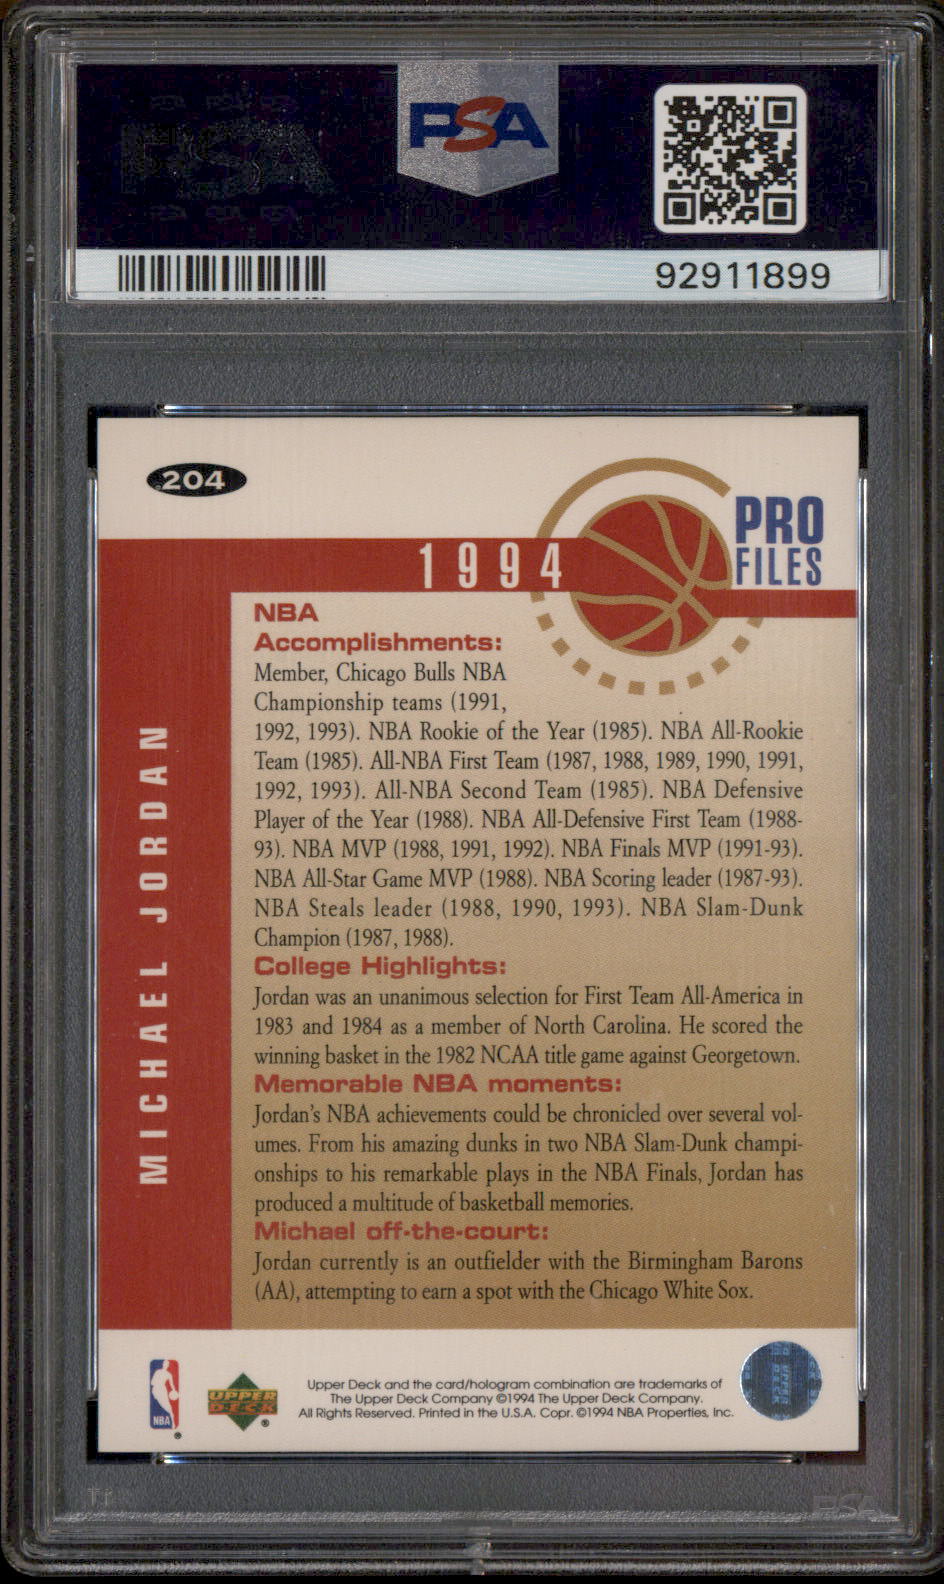 PSA
92911899
204
PRO
FILES
1994
MICHAEL JORDAN
NBA
Accomplishments:
Member, Chicago Bulls NBA
Championship teams (1991,
1992, 1993). NBA Rookie of the Year (1985). NBA All-Rookie
Team (1985). All-NBA First Team (1987, 1988, 1989, 1990, 1991,
1992, 1993). All-NBA Second Team (1985). NBA Defensive
Player of the Year (1988). NBA All-Defensive First Team (1988-
93). NBA MVP (1988, 1991, 1992). NBA Finals MVP (1991-93).
NBA All-Star Game MVP (1988). NBA Scoring leader (1987-93).
NBA Steals leader (1988, 1990, 1993). NBA Slam-Dunk
Champion (1987, 1988).
College Highlights:
Jordan was an unanimous selection for First Team All-America in
1983 and 1984 as a member of North Carolina. He scored the
winning basket in the 1982 NCAA title game against Georgetown.
Memorable NBA moments:
Jordan's NBA achievements could be chronicled over several vol-
umes. From his amazing dunks in two NBA Slam-Dunk champi-
onships to his remarkable plays in the NBA Finals, Jordan has
produced a multitude of basketball memories.
Michael off-the-court:
Jordan currently is an outfielder with the Birmingham Barons
(AA), attempting to earn a spot with the Chicago White Sox.
NBA ®
UPPER
DECK ®
Upper Deck and the card/hologram combination are trademarks of
The Upper Deck Company ©1994 The Upper Deck Company.
All Rights Reserved. Printed in the U.S.A. Copr. ©1994 NBA Properties, Inc.
PSA